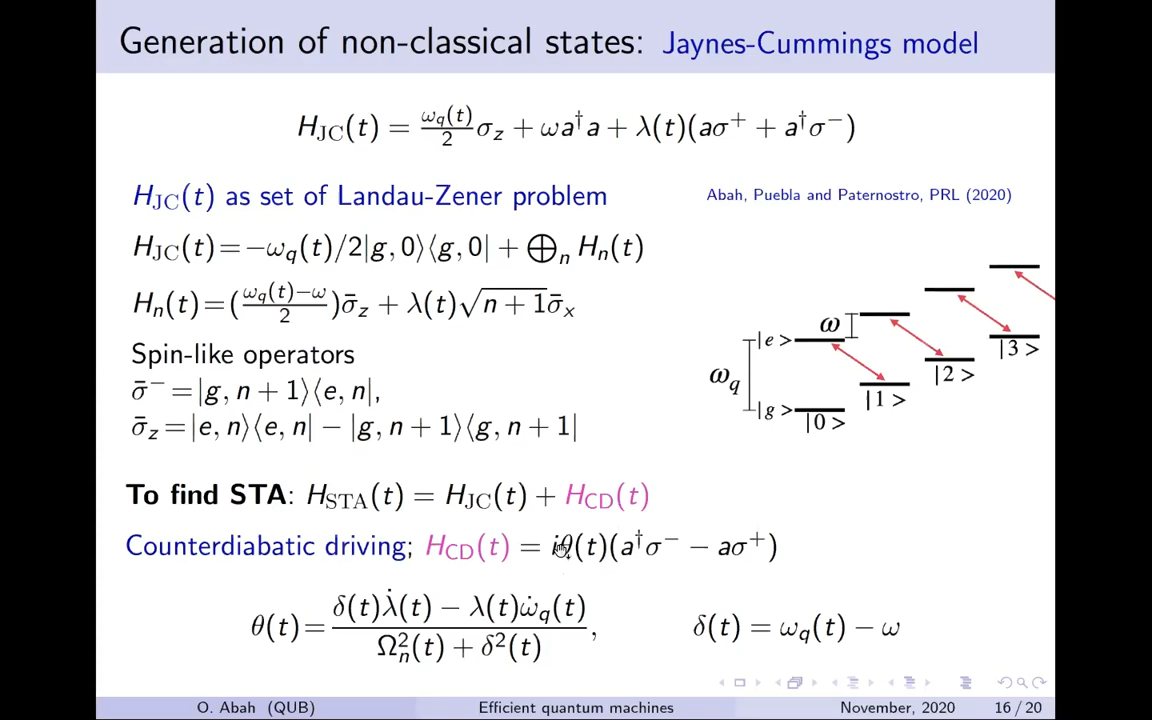 Generation of non-classical states: Jaynes-Cummings model
H_JC(t) = ω_q(t)/2 σ_z + ωa†a + λ(t)(aσ⁺ + a†σ⁻)
H_JC(t) as set of Landau-Zener problem
Abah, Puebla and Paternostro, PRL (2020)
H_JC(t)=−ω_q(t)/2|g, 0⟩⟨g, 0| + ⊕_n H_n(t)
H_n(t)=(ω_q(t)−ω / 2)σ̄_z + λ(t)√(n + 1)σ̄_x
Spin-like operators
σ̄⁻=|g, n + 1⟩⟨e, n|,
σ̄_z=|e, n⟩⟨e, n| − |g, n + 1⟩⟨g, n + 1|
ω
|e >
ω_q
|g >
|0 >
|1 >
|2 >
|3 >
To find STA: H_STA(t) = H_JC(t) + H_CD(t)
Counterdiabatic driving; H_CD(t) = iθ(t)(a†σ⁻ − aσ⁺)
θ(t)= δ(t)λ̇(t) − λ(t)ω̇_q(t) / Ω_n²(t) + δ²(t), δ(t) = ω_q(t) − ω
O. Abah (QUB) Efficient quantum machines November, 2020 16 / 20